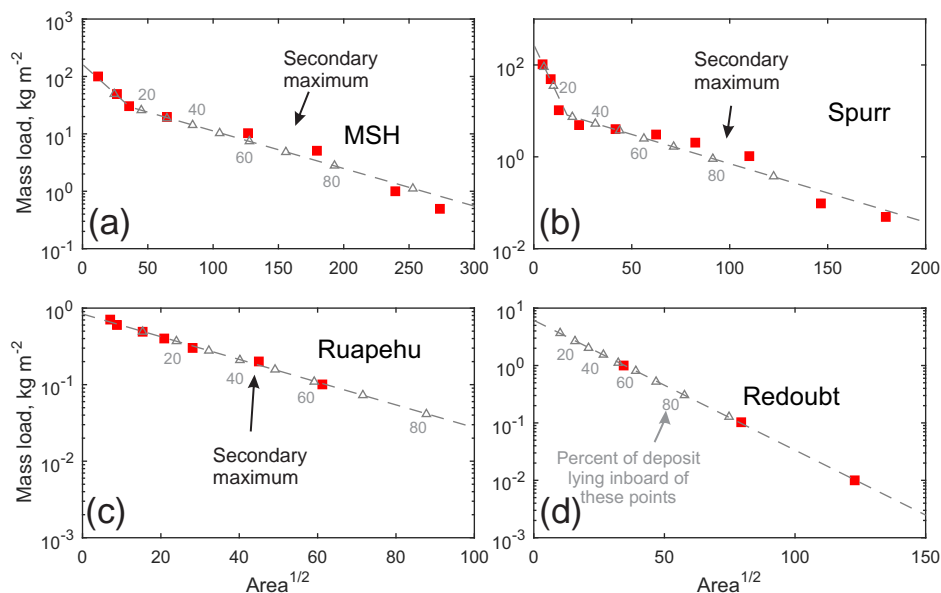 10^3
10^2
10^1
10^0
10^-1
Mass load, kg m^-2
Secondary
maximum
MSH
20
40
60
80
(a)
0 50 100 150 200 250 300
10^2
10^0
10^-2
Secondary
maximum
Spurr
20
40
60
80
(b)
0 50 100 150 200
10^0
10^-1
10^-2
10^-3
Mass load, kg m^-2
Ruapehu
20
40
60
80
Secondary
maximum
(c)
0 20 40 60 80 100
Area^1/2
10^1
10^0
10^-1
10^-2
10^-3
20
40
60
80
Redoubt
Percent of deposit
lying inboard of
these points
(d)
0 50 100 150
Area^1/2